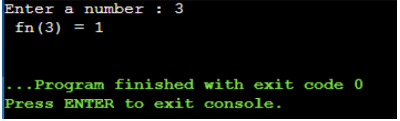 Enter a number : 3
fn(3) = 1
...Program finished with exit code 0
Press ENTER to exit console.